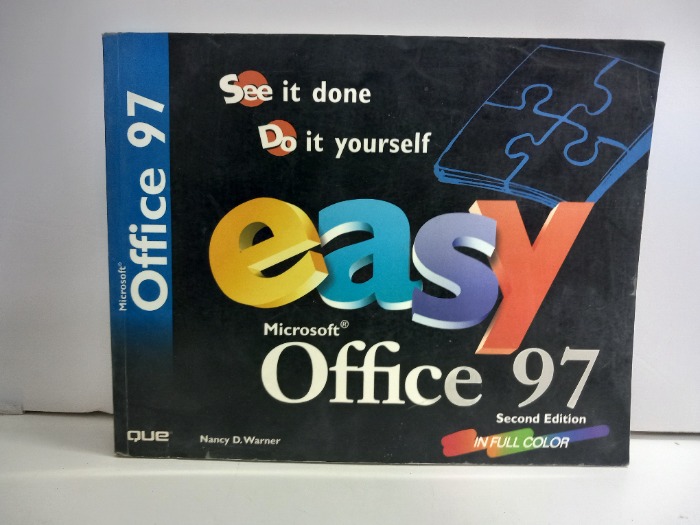 See it done
Do it yourself
easy
Microsoft®
Office 97
Second Edition
IN FULL COLOR
Nancy D. Warner
Microsoft®
Office 97
QUE®